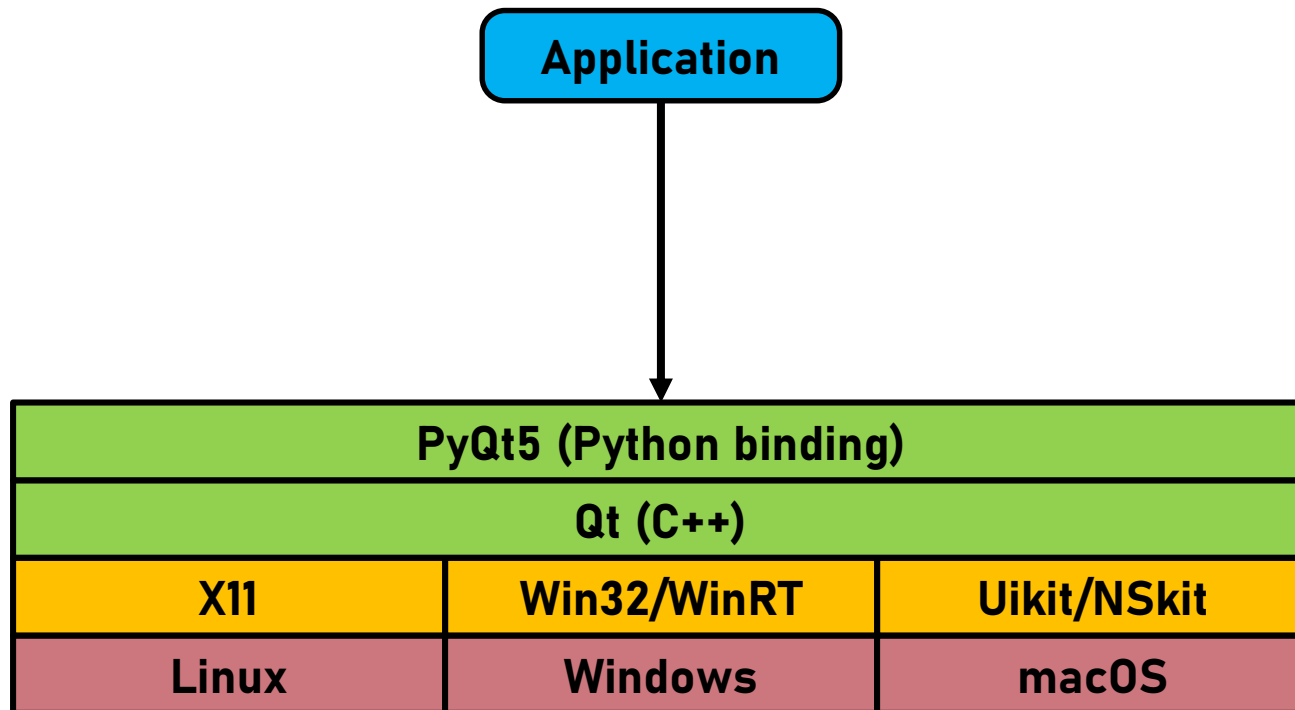 Application
PyQt5 (Python binding)
Qt (C++)
X11 Win32/WinRT Uikit/NSkit
Linux Windows macOS